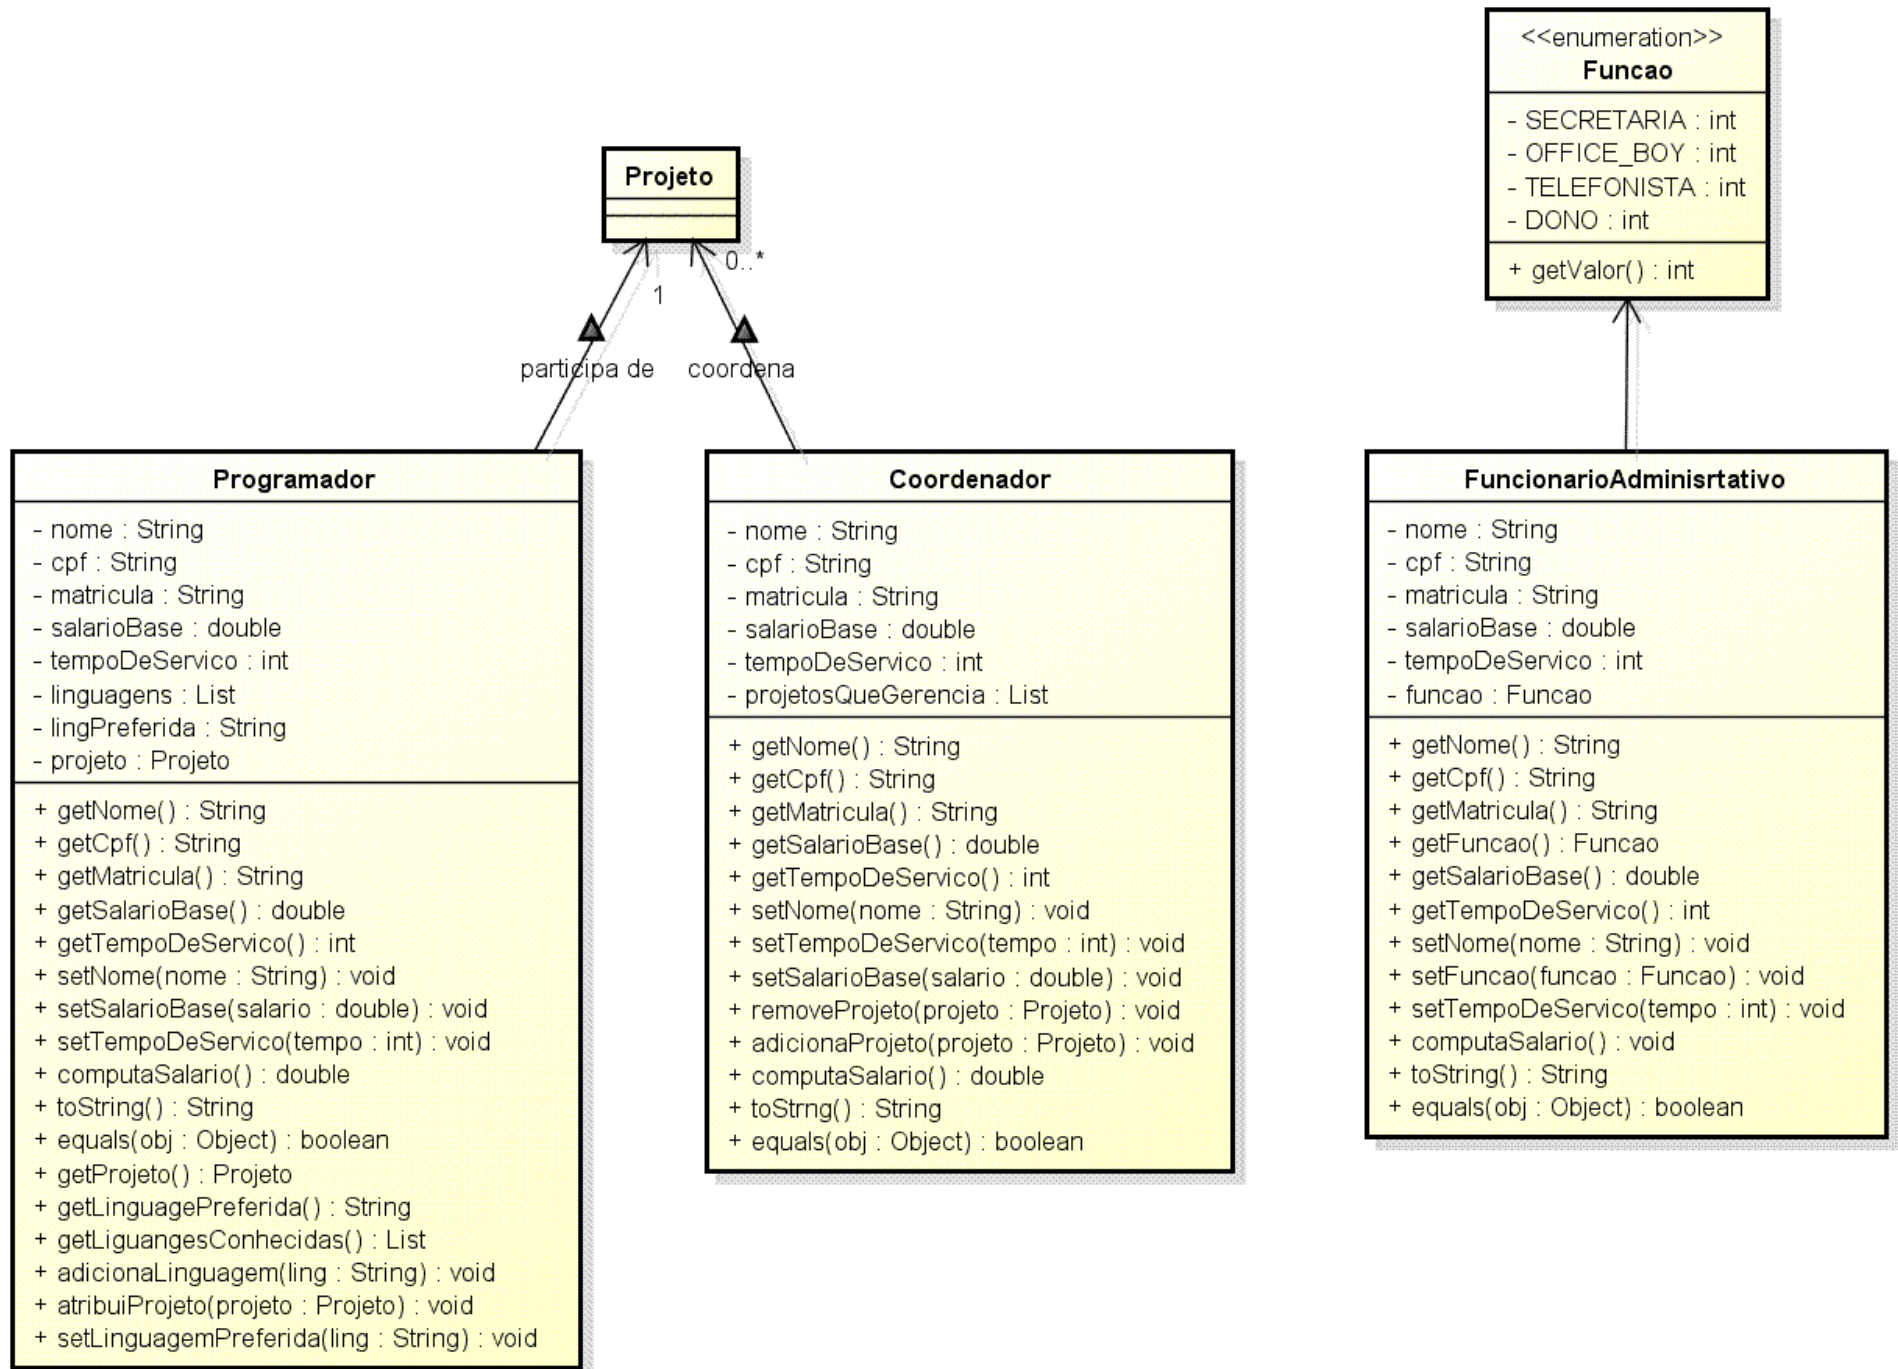 <<enumeration>>
Funcao
- SECRETARIA : int
- OFFICE_BOY : int
- TELEFONISTA : int
- DONO : int
+ getValor() : int
Projeto
0..*
1
participa de
coordena
Programador
- nome : String
- cpf : String
- matricula : String
- salarioBase : double
- tempoDeServico : int
- linguagens : List
- lingPreferida : String
- projeto : Projeto
+ getNome() : String
+ getCpf() : String
+ getMatricula() : String
+ getSalarioBase() : double
+ getTempoDeServico() : int
+ setNome(nome : String) : void
+ setSalarioBase(salario : double) : void
+ setTempoDeServico(tempo : int) : void
+ computaSalario() : double
+ toString() : String
+ equals(obj : Object) : boolean
+ getProjeto() : Projeto
+ getLinguagePreferida() : String
+ getLiguangesConhecidas() : List
+ adicionaLinguagem(ling : String) : void
+ atribuiProjeto(projeto : Projeto) : void
+ setLinguagemPreferida(ling : String) : void
Coordenador
- nome : String
- cpf : String
- matricula : String
- salarioBase : double
- tempoDeServico : int
- projetosQueGerencia : List
+ getNome() : String
+ getCpf() : String
+ getMatricula() : String
+ getSalarioBase() : double
+ getTempoDeServico() : int
+ setNome(nome : String) : void
+ setTempoDeServico(tempo : int) : void
+ setSalarioBase(salario : double) : void
+ removeProjeto(projeto : Projeto) : void
+ adicionaProjeto(projeto : Projeto) : void
+ computaSalario() : double
+ toStrng() : String
+ equals(obj : Object) : boolean
FuncionarioAdminisrtativo
- nome : String
- cpf : String
- matricula : String
- salarioBase : double
- tempoDeServico : int
- funcao : Funcao
+ getNome() : String
+ getCpf() : String
+ getMatricula() : String
+ getFuncao() : Funcao
+ getSalarioBase() : double
+ getTempoDeServico() : int
+ setNome(nome : String) : void
+ setFuncao(funcao : Funcao) : void
+ setTempoDeServico(tempo : int) : void
+ computaSalario() : void
+ toString() : String
+ equals(obj : Object) : boolean